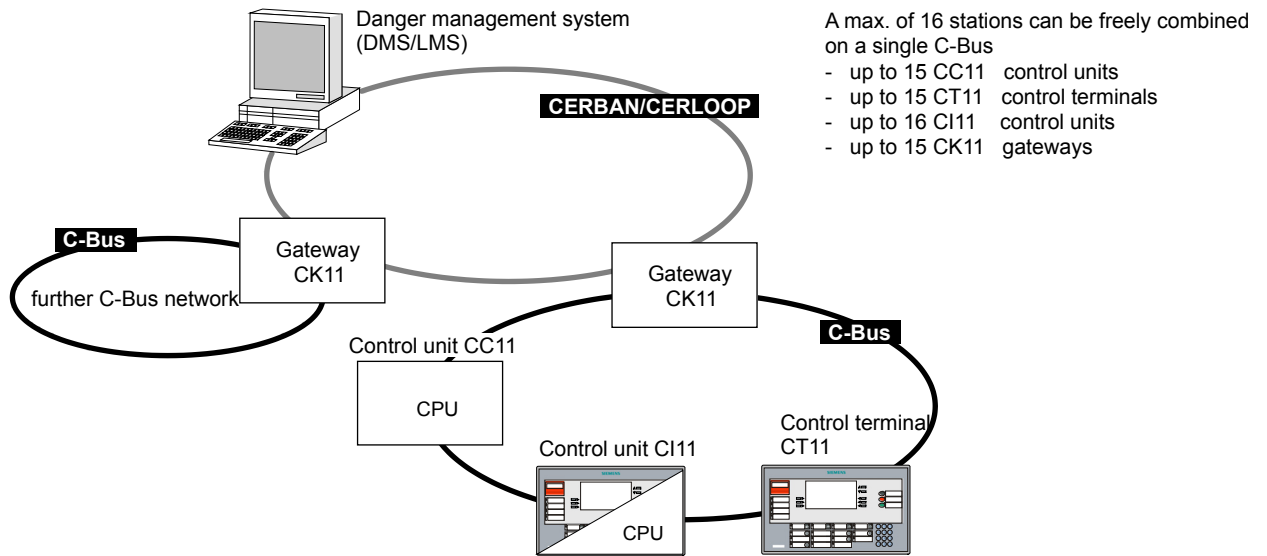 Danger management system
(DMS/LMS)
A max. of 16 stations can be freely combined
on a single C-Bus
- up to 15 CC11 control units
- up to 15 CT11 control terminals
- up to 16 CI11 control units
- up to 15 CK11 gateways
CERBAN/CERLOOP
C-Bus
Gateway
CK11
further C-Bus network
Gateway
CK11
C-Bus
Control unit CC11
CPU
Control unit CI11
SIEMENS
CPU
Control terminal
CT11
SIEMENS